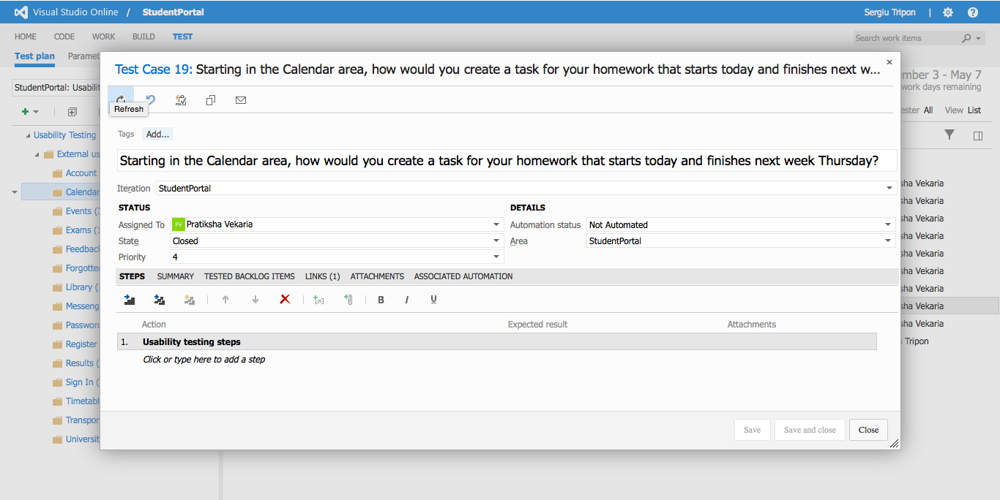 Visual Studio Online / StudentPortal Sergiu Tripon | ?
HOME CODE WORK BUILD TEST
Search work items
Test plan Paramet
Test Case 19: Starting in the Calendar area, how would you create a task for your homework that starts today and finishes next w...
mber 3 - May 7
work days remaining
StudentPortal: Usabilit
Refresh
ester All View List
Tags Add...
Usability Testing
External us
Account
Calendar
Events (
Exams (
Feedbac
Forgotte
Library (
Messeng
Password
Register
Results (
Sign In (
Timetabl
Transpor
Universit
Starting in the Calendar area, how would you create a task for your homework that starts today and finishes next week Thursday?
Iteration StudentPortal
STATUS DETAILS
Assigned To PV Pratiksha Vekaria Automation status Not Automated
State Closed Area StudentPortal
Priority 4
STEPS SUMMARY TESTED BACKLOG ITEMS LINKS (1) ATTACHMENTS ASSOCIATED AUTOMATION
B I U
Action Expected result Attachments
1. Usability testing steps
Click or type here to add a step
Save Save and close Close
sha Vekaria
sha Vekaria
sha Vekaria
sha Vekaria
sha Vekaria
sha Vekaria
sha Vekaria
sha Vekaria
sha Vekaria
Tripon